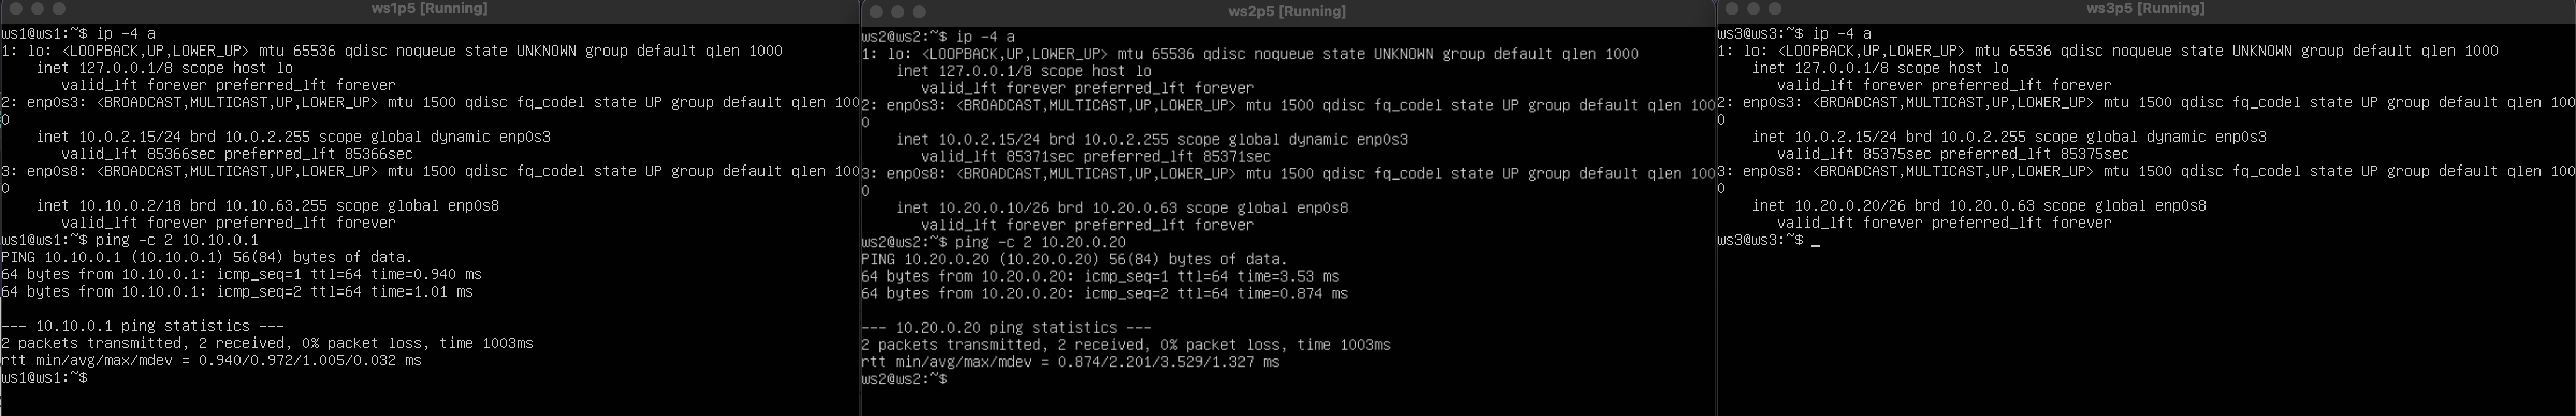 ws1p5 [Running]
ws1@ws1:~$ ip -4 a
1: lo: <LOOPBACK,UP,LOWER_UP> mtu 65536 qdisc noqueue state UNKNOWN group default qlen 1000
    inet 127.0.0.1/8 scope host lo
       valid_lft forever preferred_lft forever
2: enp0s3: <BROADCAST,MULTICAST,UP,LOWER_UP> mtu 1500 qdisc fq_codel state UP group default qlen 100
0
    inet 10.0.2.15/24 brd 10.0.2.255 scope global dynamic enp0s3
       valid_lft 85366sec preferred_lft 85366sec
3: enp0s8: <BROADCAST,MULTICAST,UP,LOWER_UP> mtu 1500 qdisc fq_codel state UP group default qlen 100
0
    inet 10.10.0.2/18 brd 10.10.63.255 scope global enp0s8
       valid_lft forever preferred_lft forever
ws1@ws1:~$ ping -c 2 10.10.0.1
PING 10.10.0.1 (10.10.0.1) 56(84) bytes of data.
64 bytes from 10.10.0.1: icmp_seq=1 ttl=64 time=0.940 ms
64 bytes from 10.10.0.1: icmp_seq=2 ttl=64 time=1.01 ms

--- 10.10.0.1 ping statistics ---
2 packets transmitted, 2 received, 0% packet loss, time 1003ms
rtt min/avg/max/mdev = 0.940/0.972/1.005/0.032 ms
ws1@ws1:~$
ws2p5 [Running]
ws2@ws2:~$ ip -4 a
1: lo: <LOOPBACK,UP,LOWER_UP> mtu 65536 qdisc noqueue state UNKNOWN group default qlen 1000
    inet 127.0.0.1/8 scope host lo
       valid_lft forever preferred_lft forever
2: enp0s3: <BROADCAST,MULTICAST,UP,LOWER_UP> mtu 1500 qdisc fq_codel state UP group default qlen 100
0
    inet 10.0.2.15/24 brd 10.0.2.255 scope global dynamic enp0s3
       valid_lft 85371sec preferred_lft 85371sec
3: enp0s8: <BROADCAST,MULTICAST,UP,LOWER_UP> mtu 1500 qdisc fq_codel state UP group default qlen 100
0
    inet 10.20.0.10/26 brd 10.20.0.63 scope global enp0s8
       valid_lft forever preferred_lft forever
ws2@ws2:~$ ping -c 2 10.20.0.20
PING 10.20.0.20 (10.20.0.20) 56(84) bytes of data.
64 bytes from 10.20.0.20: icmp_seq=1 ttl=64 time=3.53 ms
64 bytes from 10.20.0.20: icmp_seq=2 ttl=64 time=0.874 ms

--- 10.20.0.20 ping statistics ---
2 packets transmitted, 2 received, 0% packet loss, time 1003ms
rtt min/avg/max/mdev = 0.874/2.201/3.529/1.327 ms
ws2@ws2:~$
ws3p5 [Running]
ws3@ws3:~$ ip -4 a
1: lo: <LOOPBACK,UP,LOWER_UP> mtu 65536 qdisc noqueue state UNKNOWN group default qlen 1000
    inet 127.0.0.1/8 scope host lo
       valid_lft forever preferred_lft forever
2: enp0s3: <BROADCAST,MULTICAST,UP,LOWER_UP> mtu 1500 qdisc fq_codel state UP group default qlen 100
0
    inet 10.0.2.15/24 brd 10.0.2.255 scope global dynamic enp0s3
       valid_lft 85375sec preferred_lft 85375sec
3: enp0s8: <BROADCAST,MULTICAST,UP,LOWER_UP> mtu 1500 qdisc fq_codel state UP group default qlen 100
0
    inet 10.20.0.20/26 brd 10.20.0.63 scope global enp0s8
       valid_lft forever preferred_lft forever
ws3@ws3:~$ _